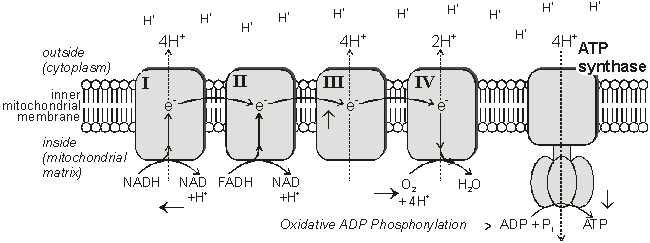 H' H' H' H' H' H' H' H' H' H' H'
4H⁺ 4H⁺ 2H⁺ 4H⁺
outside
(cytoplasm)
ATP
synthase
I II III IV
inner
mitochondrial
membrane
e⁻ e⁻ e⁻ e⁻
inside
(mitochondrial
matrix)
NADH NAD
+H⁺
FADH NAD
+H⁺
O₂
+ 4H⁺
H₂O
Oxidative ADP Phosphorylation > ADP + Pᵢ ATP